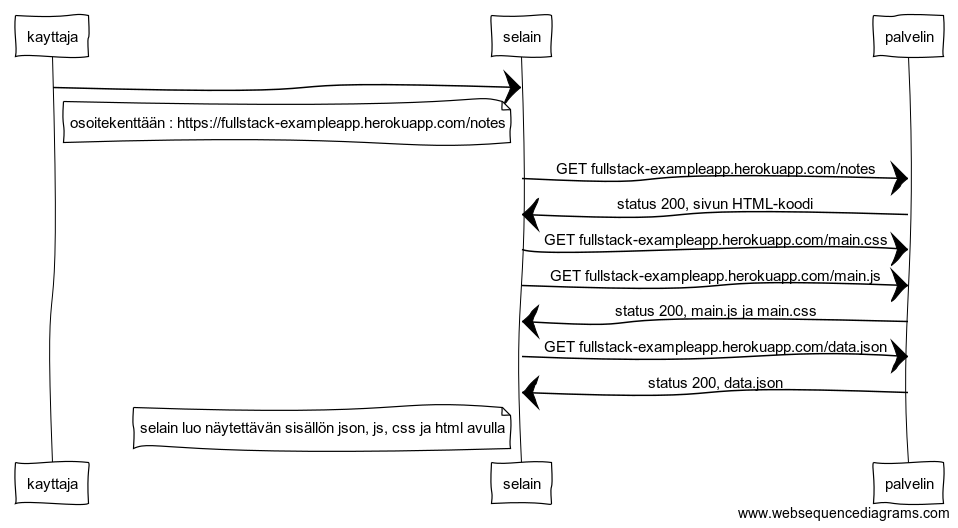 kayttaja
selain
palvelin
osoitekenttään : https://fullstack-exampleapp.herokuapp.com/notes
GET fullstack-exampleapp.herokuapp.com/notes
status 200, sivun HTML-koodi
GET fullstack-exampleapp.herokuapp.com/main.css
GET fullstack-exampleapp.herokuapp.com/main.js
status 200, main.js ja main.css
GET fullstack-exampleapp.herokuapp.com/data.json
status 200, data.json
selain luo näytettävän sisällön json, js, css ja html avulla
kayttaja
selain
palvelin
www.websequencediagrams.com